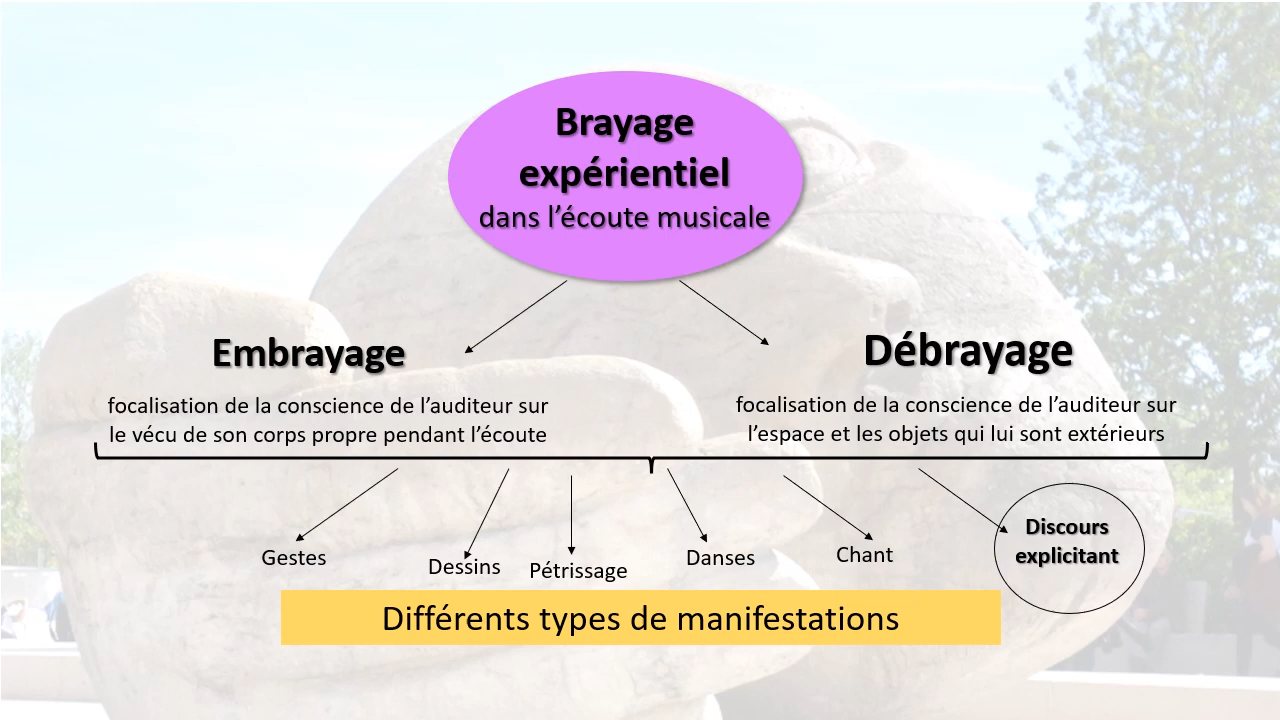 Brayage
expérientiel
dans l’écoute musicale
Embrayage
focalisation de la conscience de l’auditeur sur
le vécu de son corps propre pendant l’écoute
Débrayage
focalisation de la conscience de l’auditeur sur
l’espace et les objets qui lui sont extérieurs
Gestes
Dessins
Pétrissage
Danses
Chant
Discours
explicitant
Différents types de manifestations